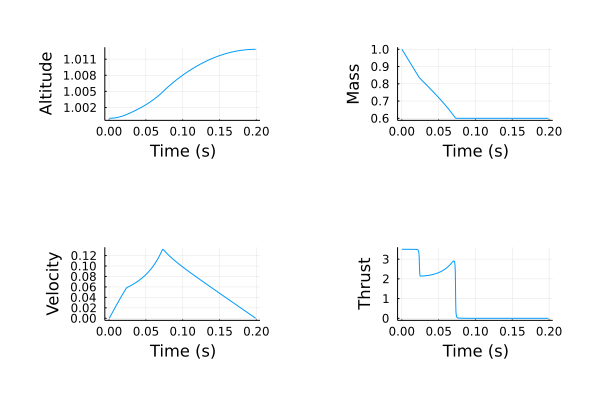 Altitude
1.011
1.008
1.005
1.002
0.00 0.05 0.10 0.15 0.20
Time (s)
Mass
1.0
0.9
0.8
0.7
0.6
0.00 0.05 0.10 0.15 0.20
Time (s)
Velocity
0.12
0.10
0.08
0.06
0.04
0.02
0.00
0.00 0.05 0.10 0.15 0.20
Time (s)
Thrust
3
2
1
0
0.00 0.05 0.10 0.15 0.20
Time (s)